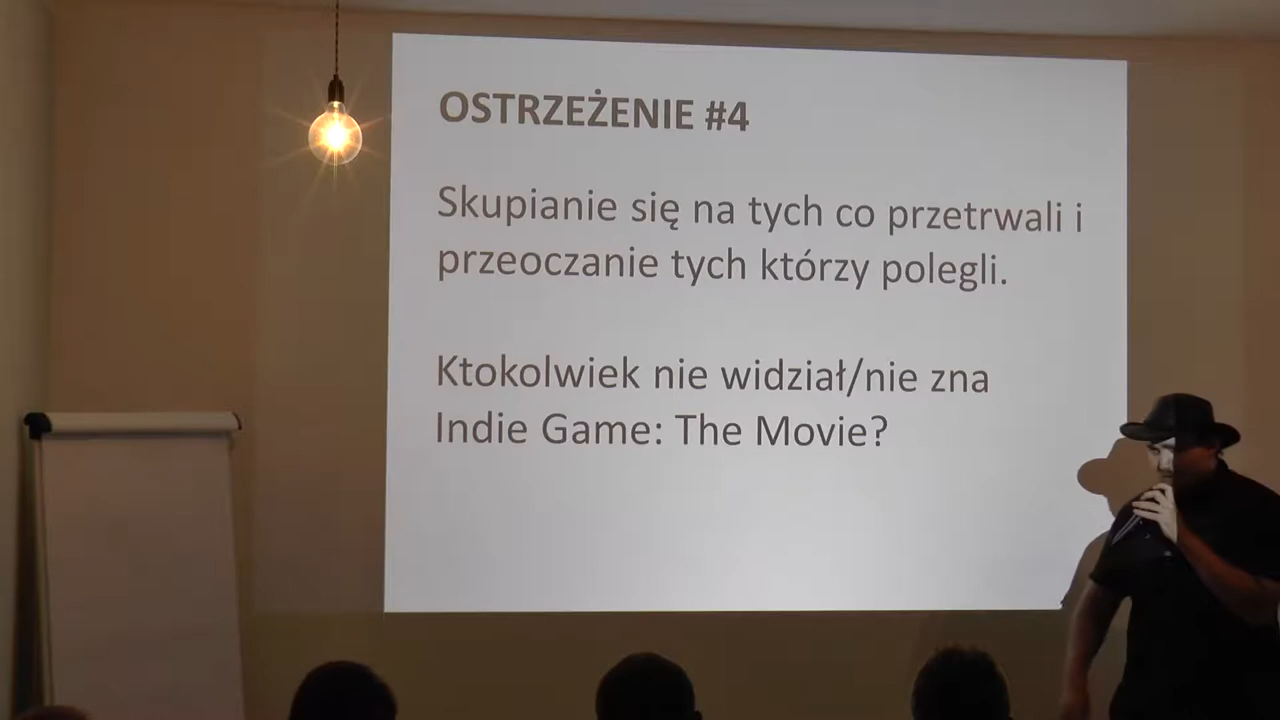 OSTRZEŻENIE #4
Skupianie się na tych co przetrwali i
przeoczanie tych którzy polegli.
Ktokolwiek nie widział/nie zna
Indie Game: The Movie?